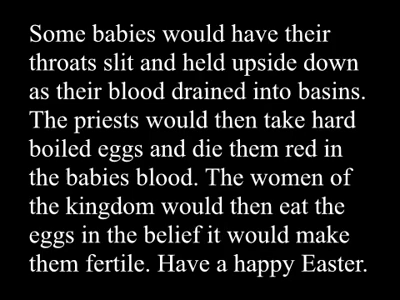 Some babies would have their
throats slit and held upside down
as their blood drained into basins.
The priests would then take hard
boiled eggs and die them red in
the babies blood. The women of
the kingdom would then eat the
eggs in the belief it would make
them fertile. Have a happy Easter.